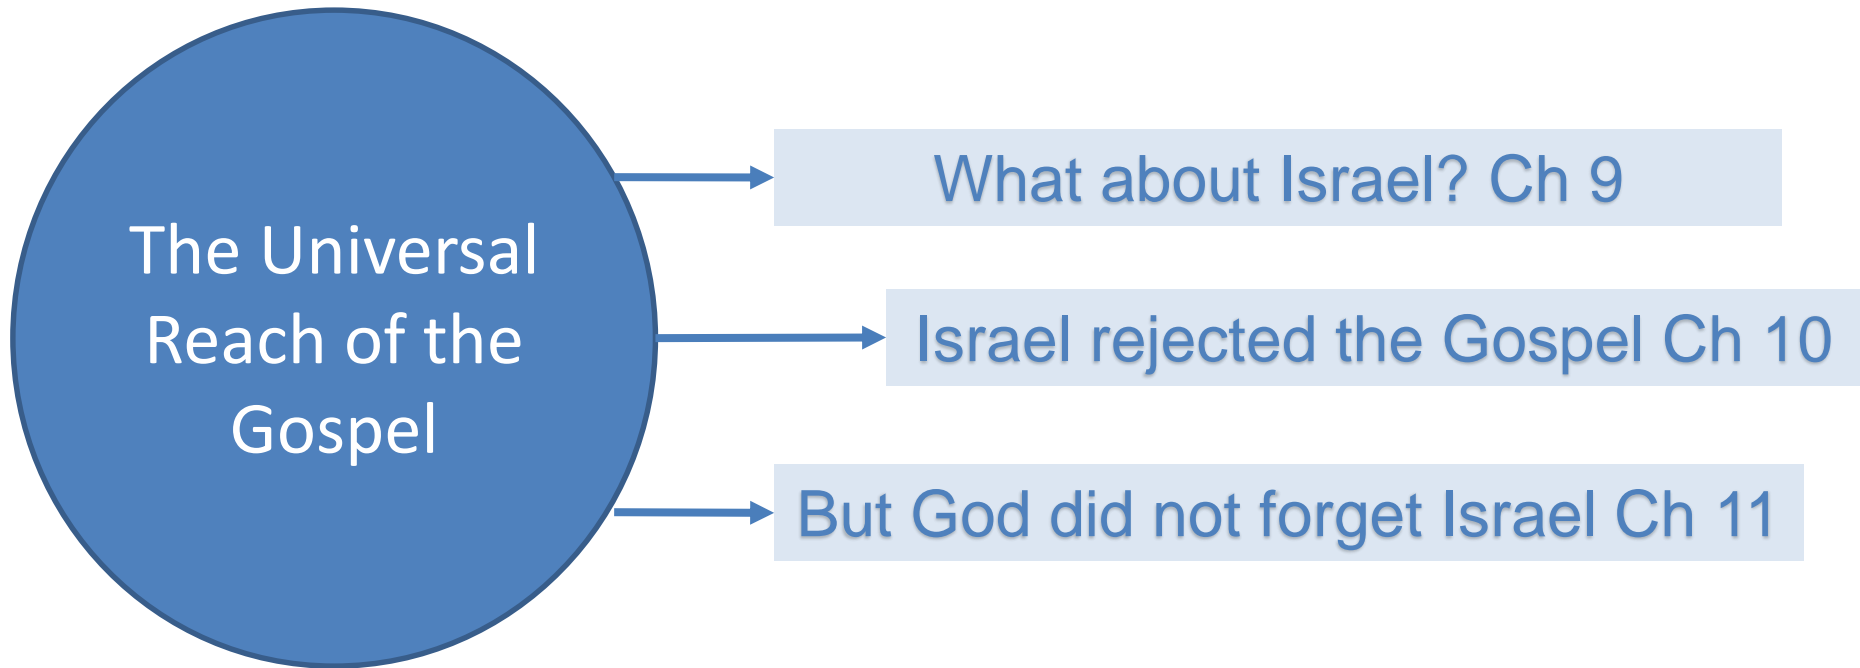 The Universal
Reach of the
Gospel
What about Israel? Ch 9
Israel rejected the Gospel Ch 10
But God did not forget Israel Ch 11